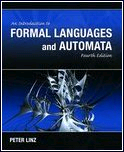 An Introduction to
FORMAL LANGUAGES
AND AUTOMATA
Fourth Edition
PETER LINZ